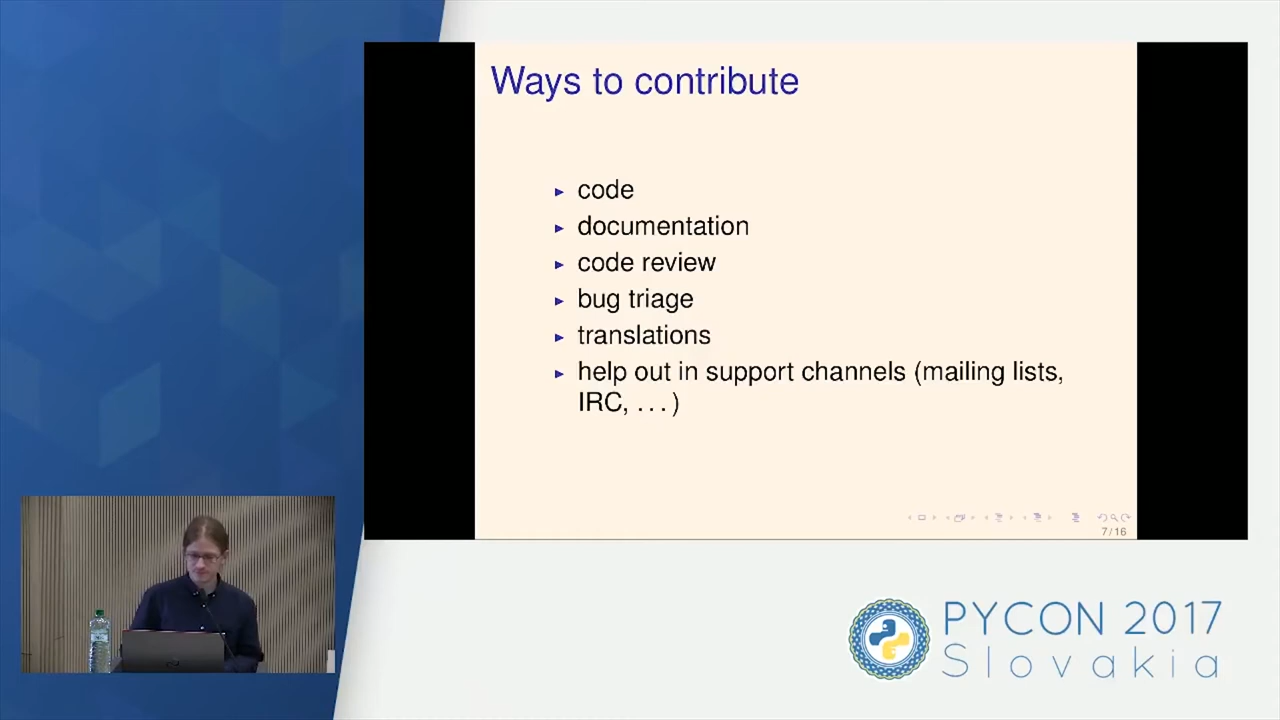 Ways to contribute
▸ code
▸ documentation
▸ code review
▸ bug triage
▸ translations
▸ help out in support channels (mailing lists,
IRC, . . . )
7/16
PYCON 2017
Slovakia